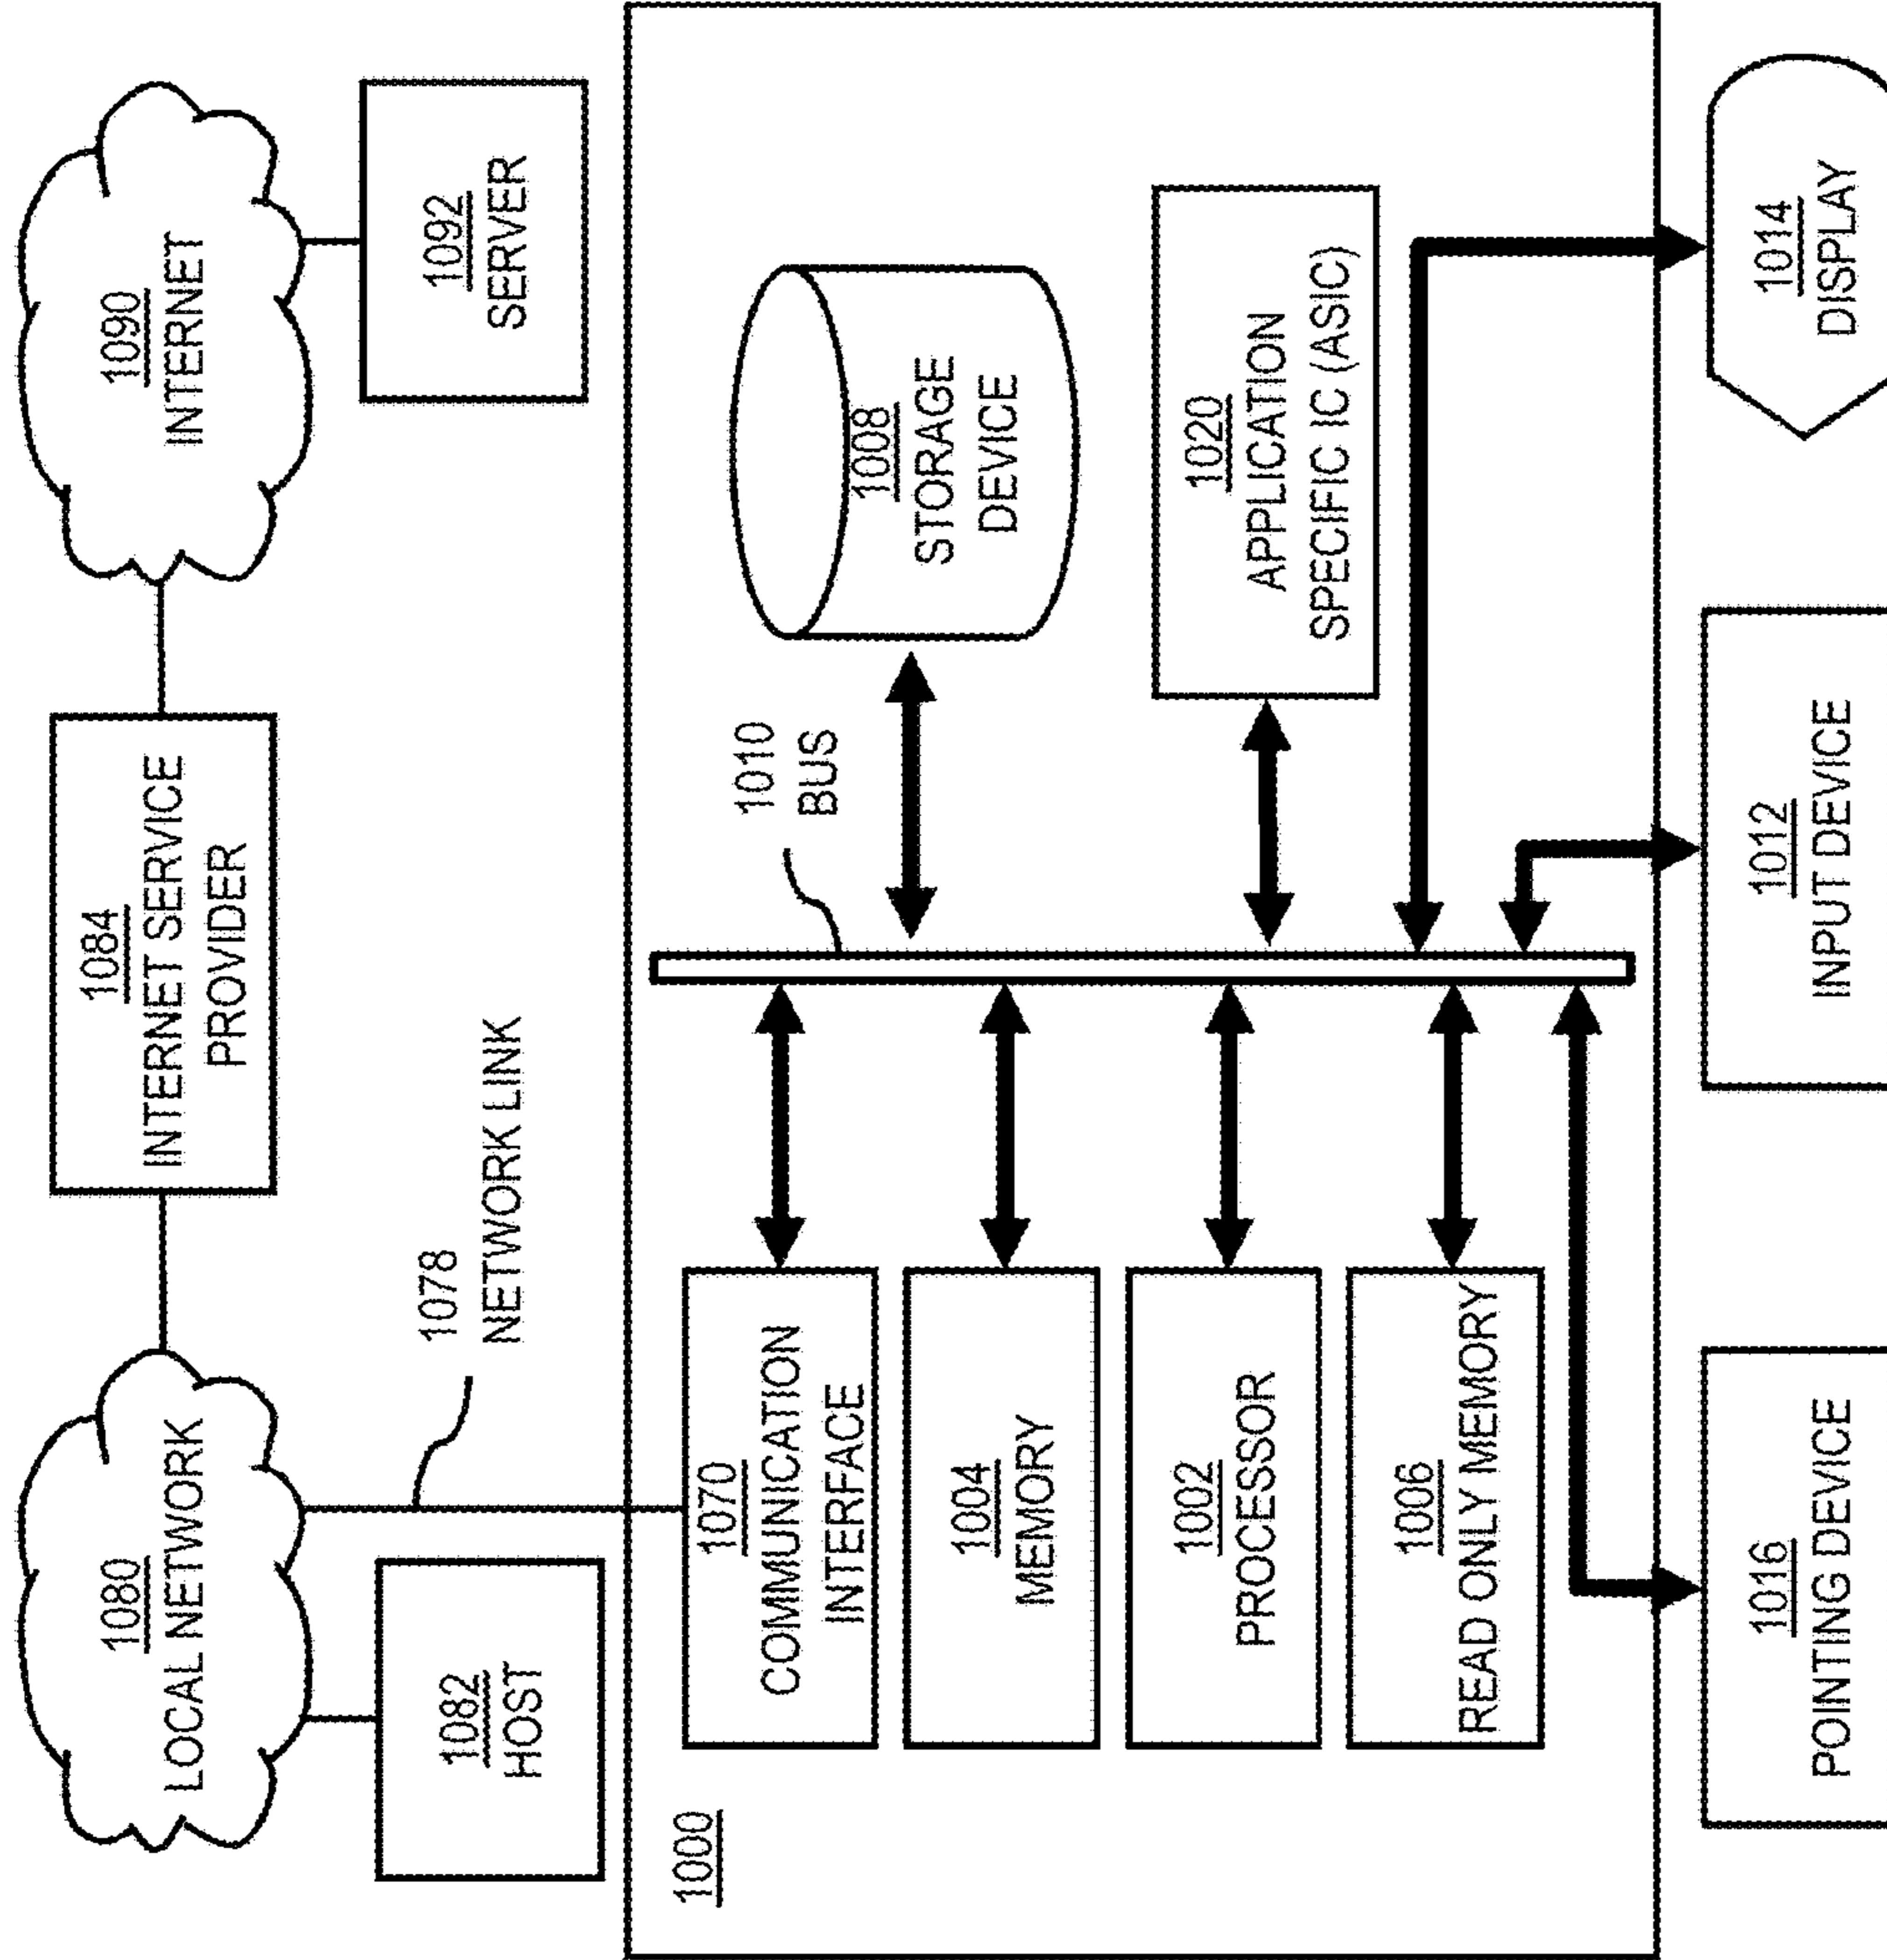 1080
LOCAL NETWORK
1084
INTERNET SERVICE
PROVIDER
1090
INTERNET
1082
HOST
1078
NETWORK LINK
1092
SERVER
1000
1070
COMMUNICATION
INTERFACE
1010
BUS
1008
STORAGE
DEVICE
1004
MEMORY
1002
PROCESSOR
1020
APPLICATION
SPECIFIC IC (ASIC)
1006
READ ONLY MEMORY
1016
POINTING DEVICE
1012
INPUT DEVICE
1014
DISPLAY